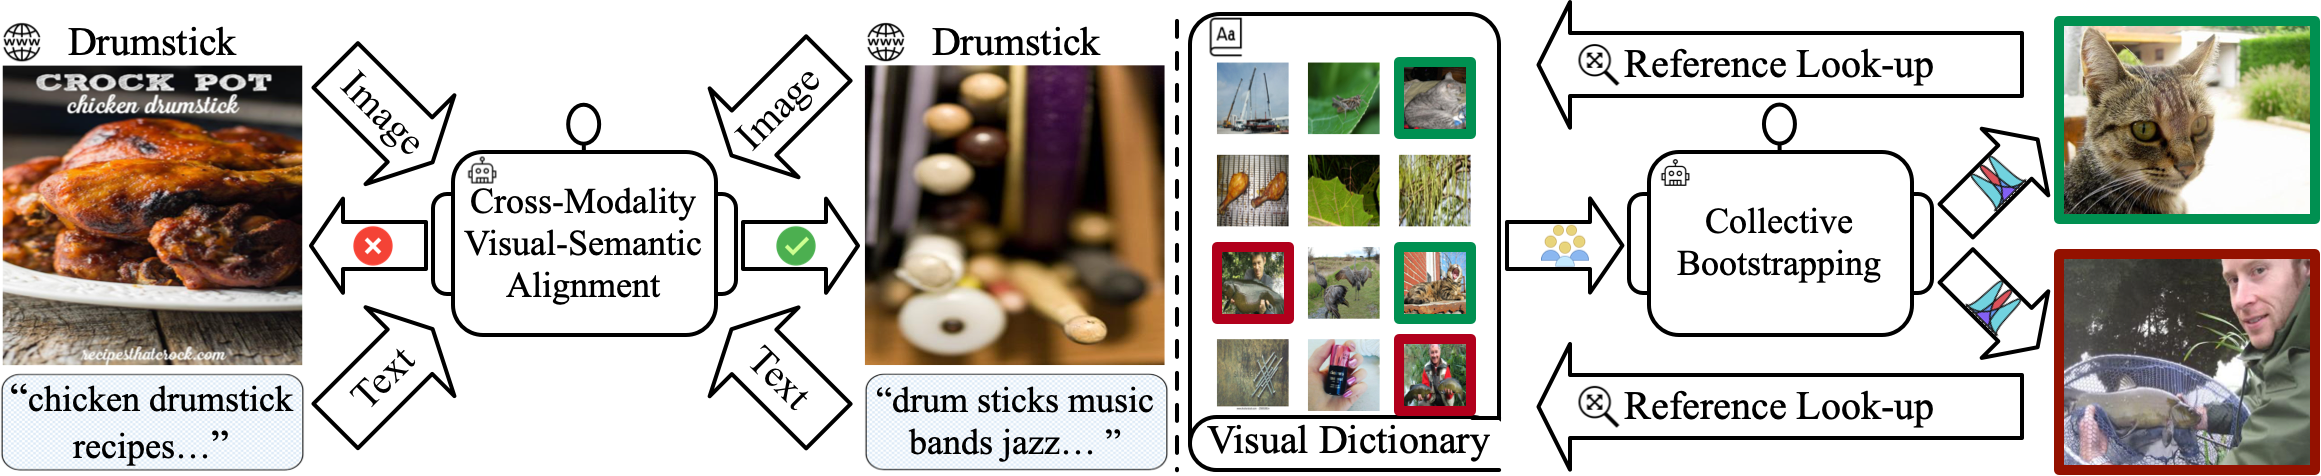 Drumstick
CROCK POT
chicken drumstick
recipesthatcrock.com
"chicken drumstick
recipes..."
Image
Text
Cross-Modality
Visual-Semantic
Alignment
Image
Text
Drumstick
"drum sticks music
bands jazz... "
Aa
Visual Dictionary
Reference Look-up
Collective
Bootstrapping
Reference Look-up